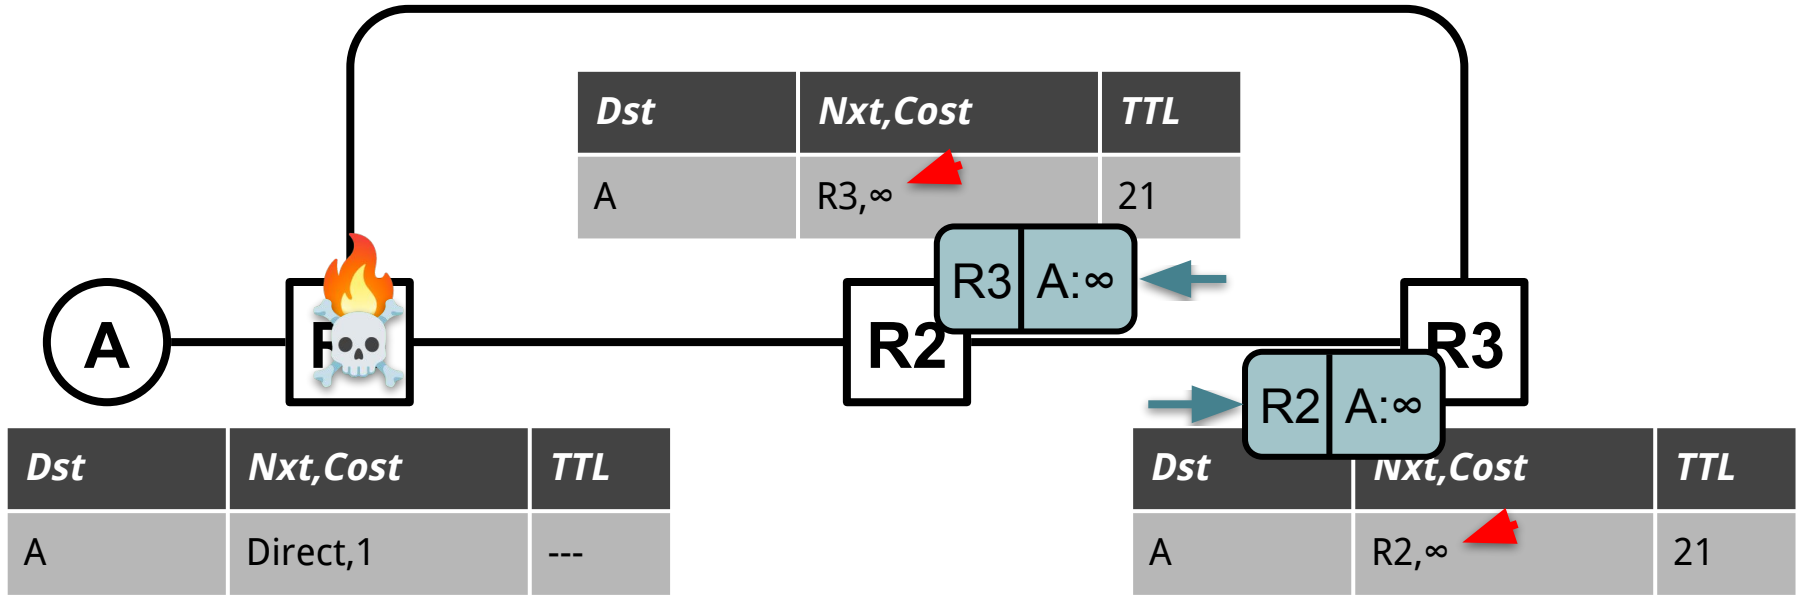 Dst Nxt,Cost TTL
A R3,∞ 21
R3 A:∞
A R2 R3
R2 A:∞
Dst Nxt,Cost TTL
A Direct,1 ---
Dst Nxt,Cost TTL
A R2,∞ 21